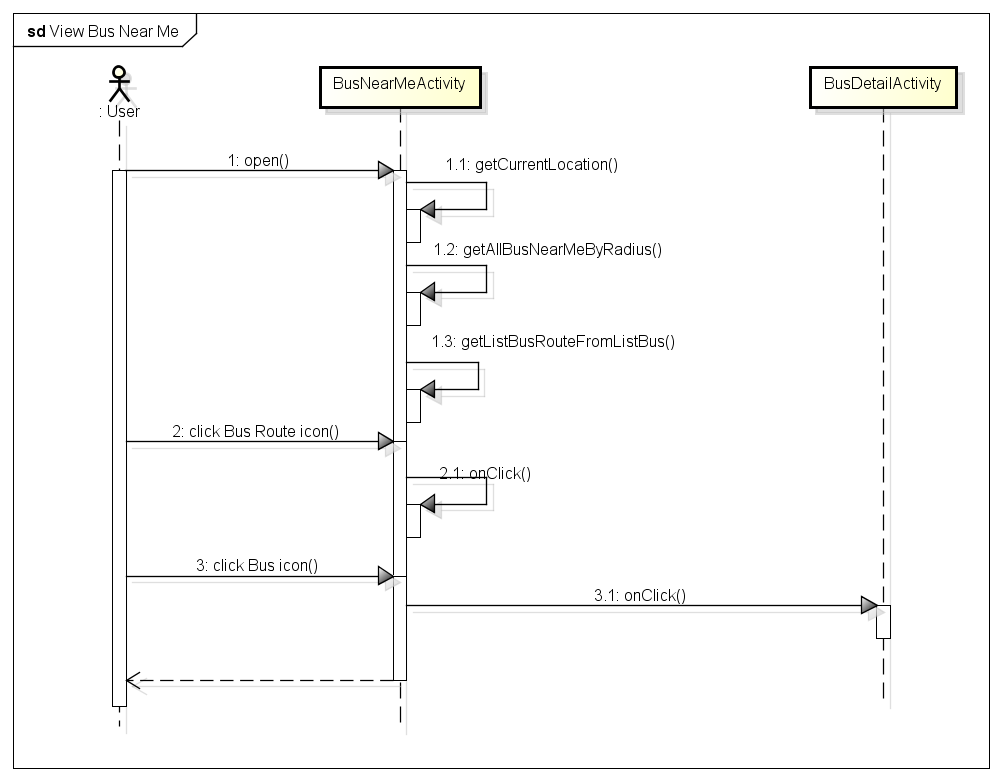 sd View Bus Near Me
: User
BusNearMeActivity
BusDetailActivity
1: open()
1.1: getCurrentLocation()
1.2: getAllBusNearMeByRadius()
1.3: getListBusRouteFromListBus()
2: click Bus Route icon()
2.1: onClick()
3: click Bus icon()
3.1: onClick()